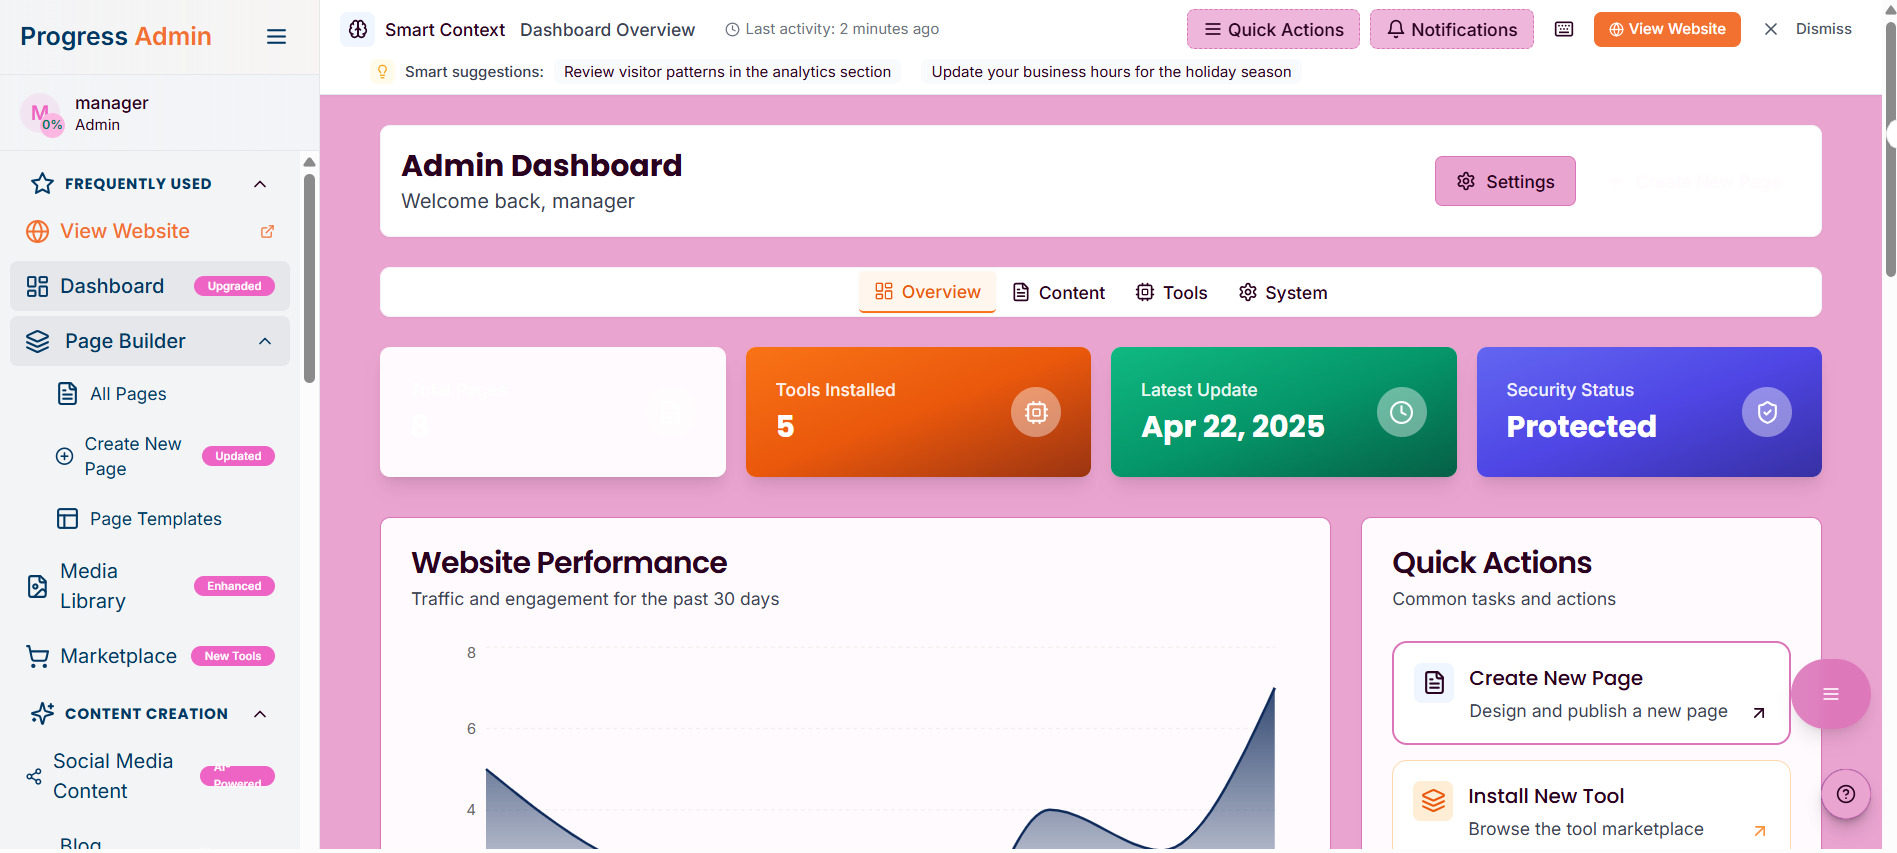 Progress Admin
M
0%
manager
Admin
FREQUENTLY USED
View Website
Dashboard
Upgraded
Page Builder
All Pages
Create New
Page
Updated
Page Templates
Media
Library
Enhanced
Marketplace
New Tools
CONTENT CREATION
Social Media
Content
AI-
Powered
Blog
Smart Context
Dashboard Overview
Last activity: 2 minutes ago
Quick Actions
Notifications
View Website
Dismiss
Smart suggestions:
Review visitor patterns in the analytics section
Update your business hours for the holiday season
Admin Dashboard
Welcome back, manager
Settings
Create New Page
Overview
Content
Tools
System
Total Pages
8
Tools Installed
5
Latest Update
Apr 22, 2025
Security Status
Protected
Website Performance
Traffic and engagement for the past 30 days
8
6
4
Quick Actions
Common tasks and actions
Create New Page
Design and publish a new page
Install New Tool
Browse the tool marketplace